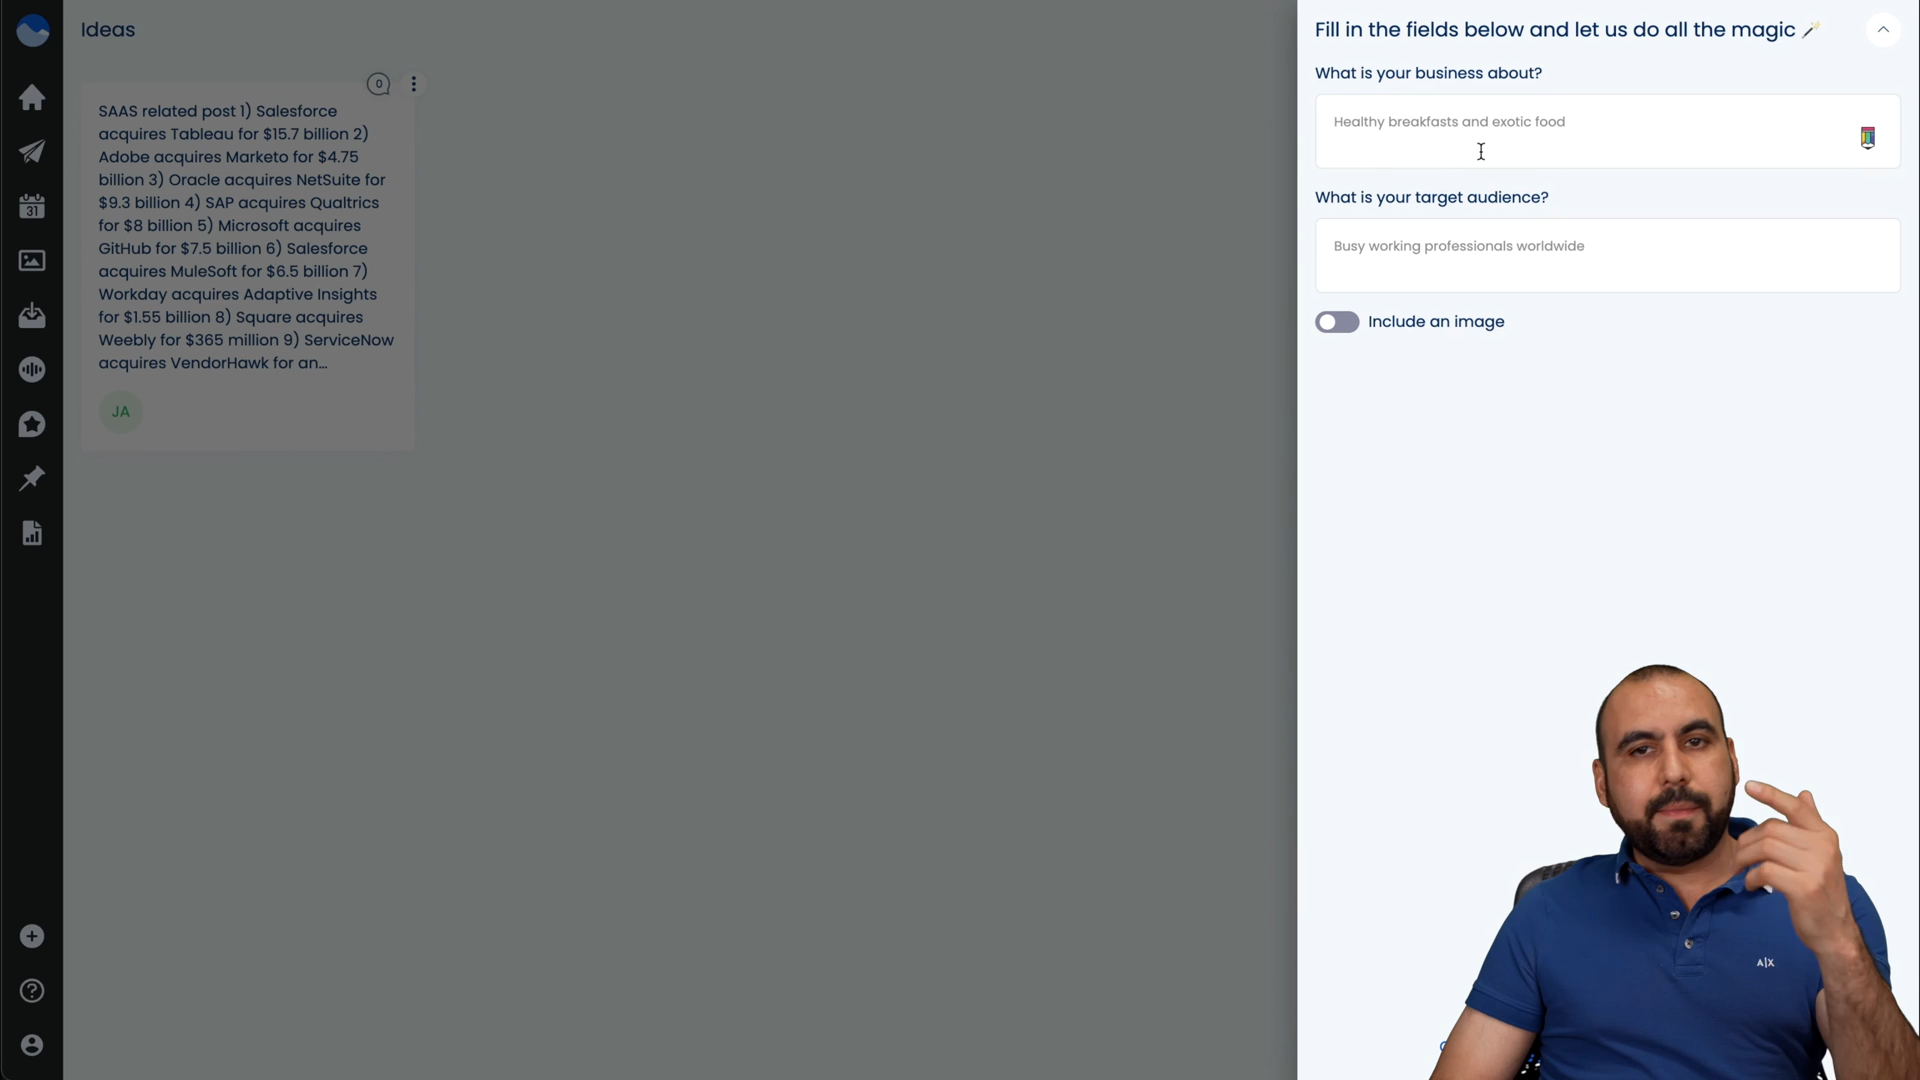 Ideas
0
SAAS related post 1) Salesforce
acquires Tableau for $15.7 billion 2)
Adobe acquires Marketo for $4.75
billion 3) Oracle acquires NetSuite for
$9.3 billion 4) SAP acquires Qualtrics
for $8 billion 5) Microsoft acquires
GitHub for $7.5 billion 6) Salesforce
acquires MuleSoft for $6.5 billion 7)
Workday acquires Adaptive Insights
for $1.55 billion 8) Square acquires
Weebly for $365 million 9) ServiceNow
acquires VendorHawk for an...
JA
31
Fill in the fields below and let us do all the magic
What is your business about?
Healthy breakfasts and exotic food
What is your target audience?
Busy working professionals worldwide
Include an image
A|X